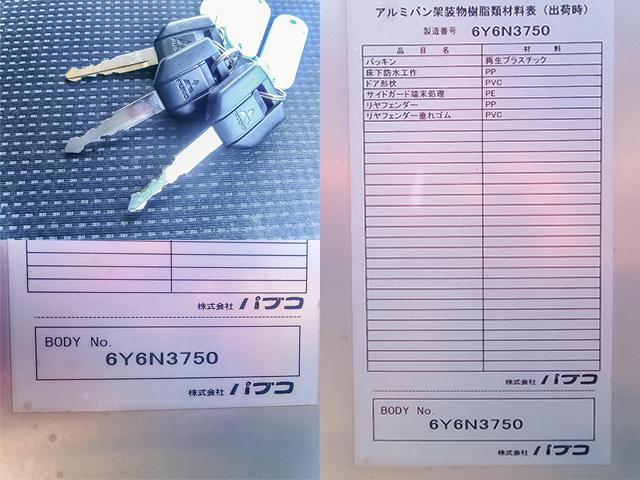 アルミバン架装物樹脂類材料表（出荷時）
製造番号 6Y6N3750
品目名 材料
パッキン 再生プラスチック
床下防水工作 PP
ドア形状 PVC
サイドガード端末処理 PE
リヤフェンダー PP
リヤフェンダー垂れゴム PVC
株式会社 パブコ
BODY No.
6Y6N3750
株式会社 パブコ
株式会社 パブコ
BODY No.
6Y6N3750
株式会社 パブコ